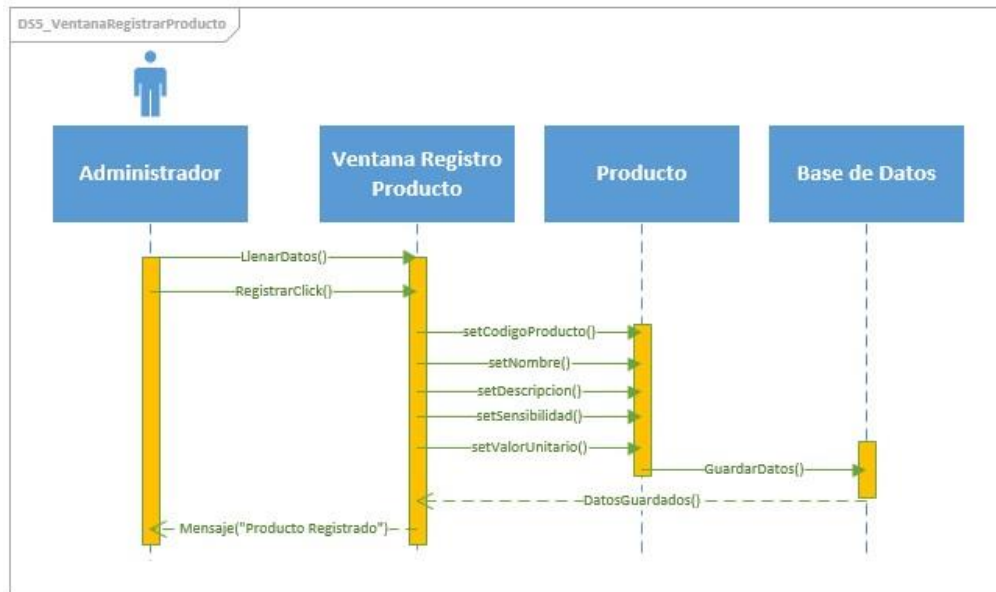 DS5_VentanaRegistrarProducto
Administrador
Ventana Registro
Producto
Producto
Base de Datos
LlenarDatos()
RegistrarClick()
setCodigoProducto()
setNombre()
setDescripcion()
setSensibilidad()
setValorUnitario()
GuardarDatos()
DatosGuardados()
Mensaje("Producto Registrado")